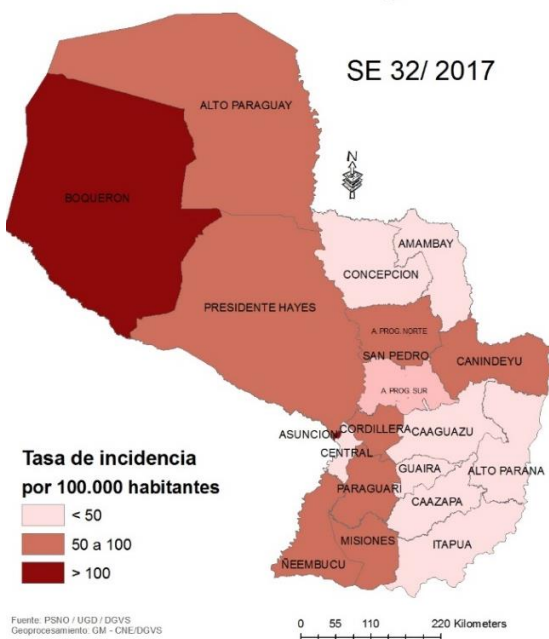 SE 32/ 2017
N
ALTO PARAGUAY
BOQUERON
AMAMBAY
CONCEPCION
PRESIDENTE HAYES
A. PROG. NORTE
SAN PEDRO
CANINDEYU
A. PROG. SUR
ASUNCION
CORDILLERA
CAAGUAZU
CENTRAL
GUAIRA
ALTO PARANA
PARAGUARI
CAAZAPA
MISIONES
ITAPUA
ÑEEMBUCU
Tasa de incidencia
por 100.000 habitantes
< 50
50 a 100
> 100
Fuente: PSNO / UGD / DGVS
Geoprocesamiento: GM - CNE/DGVS
0 55 110 220 Kilometers